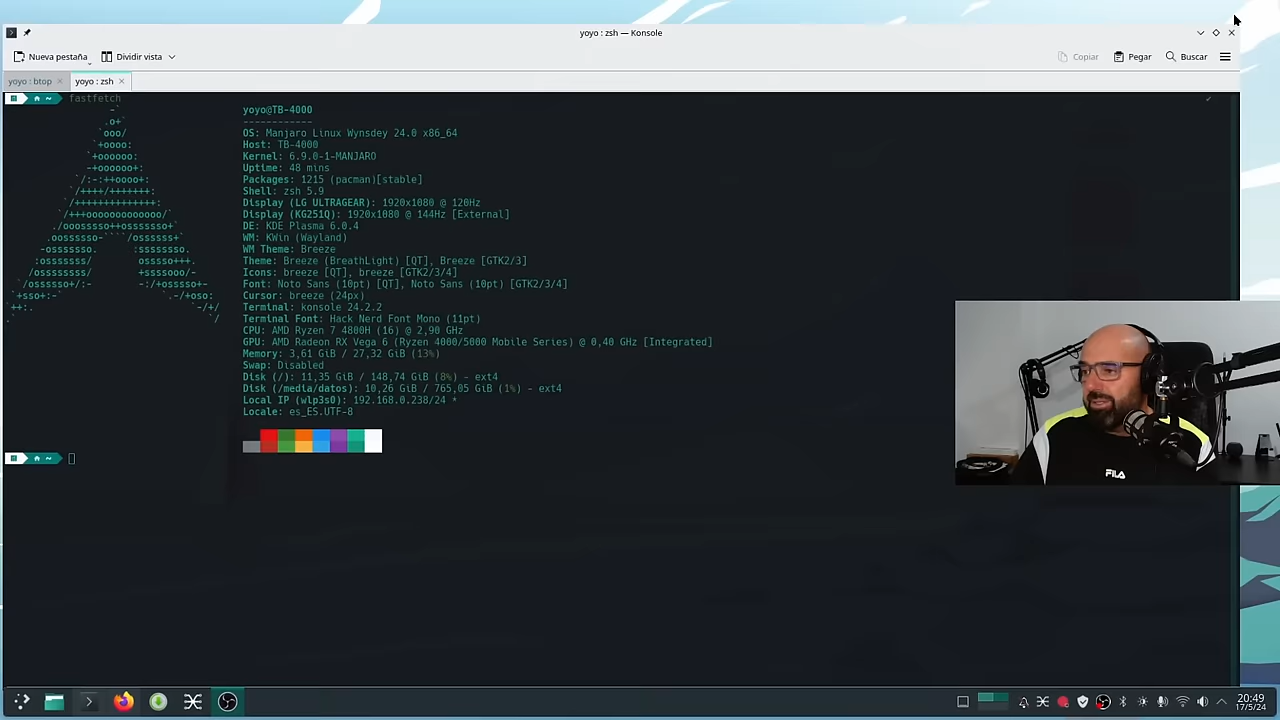 yoyo : zsh — Konsole
Nueva pestaña
Dividir vista
Copiar
Pegar
Buscar
yoyo : btop
yoyo : zsh
~ fastfetch
yoyo@TB-4000
------------
OS: Manjaro Linux Wynsdey 24.0 x86_64
Host: TB-4000
Kernel: 6.9.0-1-MANJARO
Uptime: 48 mins
Packages: 1215 (pacman)[stable]
Shell: zsh 5.9
Display (LG ULTRAGEAR): 1920x1080 @ 120Hz
Display (KG251Q): 1920x1080 @ 144Hz [External]
DE: KDE Plasma 6.0.4
WM: KWin (Wayland)
WM Theme: Breeze
Theme: Breeze (BreathLight) [QT], Breeze [GTK2/3]
Icons: breeze [QT], breeze [GTK2/3/4]
Font: Noto Sans (10pt) [QT], Noto Sans (10pt) [GTK2/3/4]
Cursor: breeze (24px)
Terminal: konsole 24.2.2
Terminal Font: Hack Nerd Font Mono (11pt)
CPU: AMD Ryzen 7 4800H (16) @ 2,90 GHz
GPU: AMD Radeon RX Vega 6 (Ryzen 4000/5000 Mobile Series) @ 0,40 GHz [Integrated]
Memory: 3,61 GiB / 27,32 GiB (13%)
Swap: Disabled
Disk (/): 11,35 GiB / 148,74 GiB (8%) - ext4
Disk (/media/datos): 10,26 GiB / 765,05 GiB (1%) - ext4
Local IP (wlp3s0): 192.168.0.238/24 *
Locale: es_ES.UTF-8
~
FILA
20:49
17/5/24